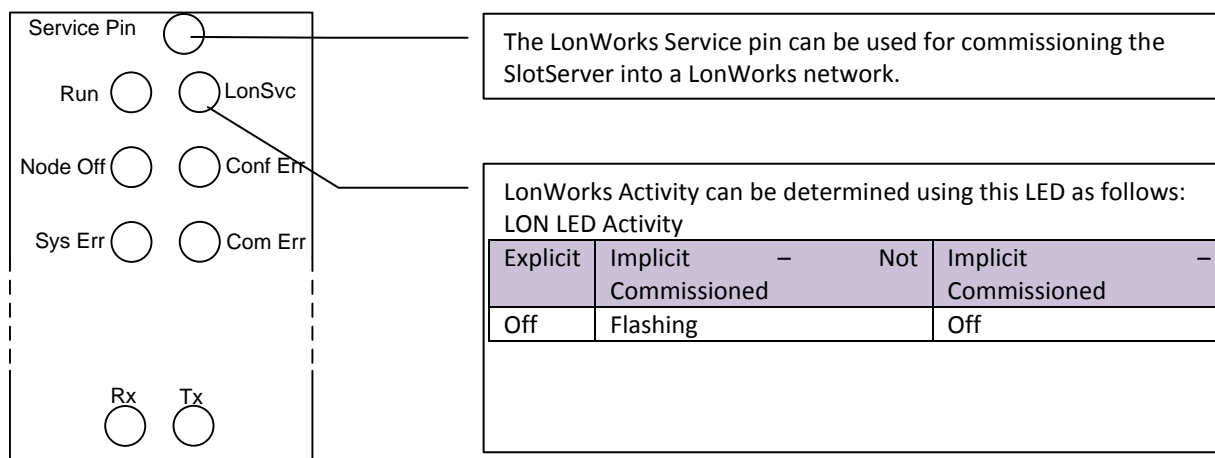 Service Pin
Run
LonSvc
Node Off
Conf Err
Sys Err
Com Err
Rx
Tx
The LonWorks Service pin can be used for commissioning the
SlotServer into a LonWorks network.
LonWorks Activity can be determined using this LED as follows:
LON LED Activity
Explicit
Implicit – Not
Commissioned
Implicit –
Commissioned
Off
Flashing
Off